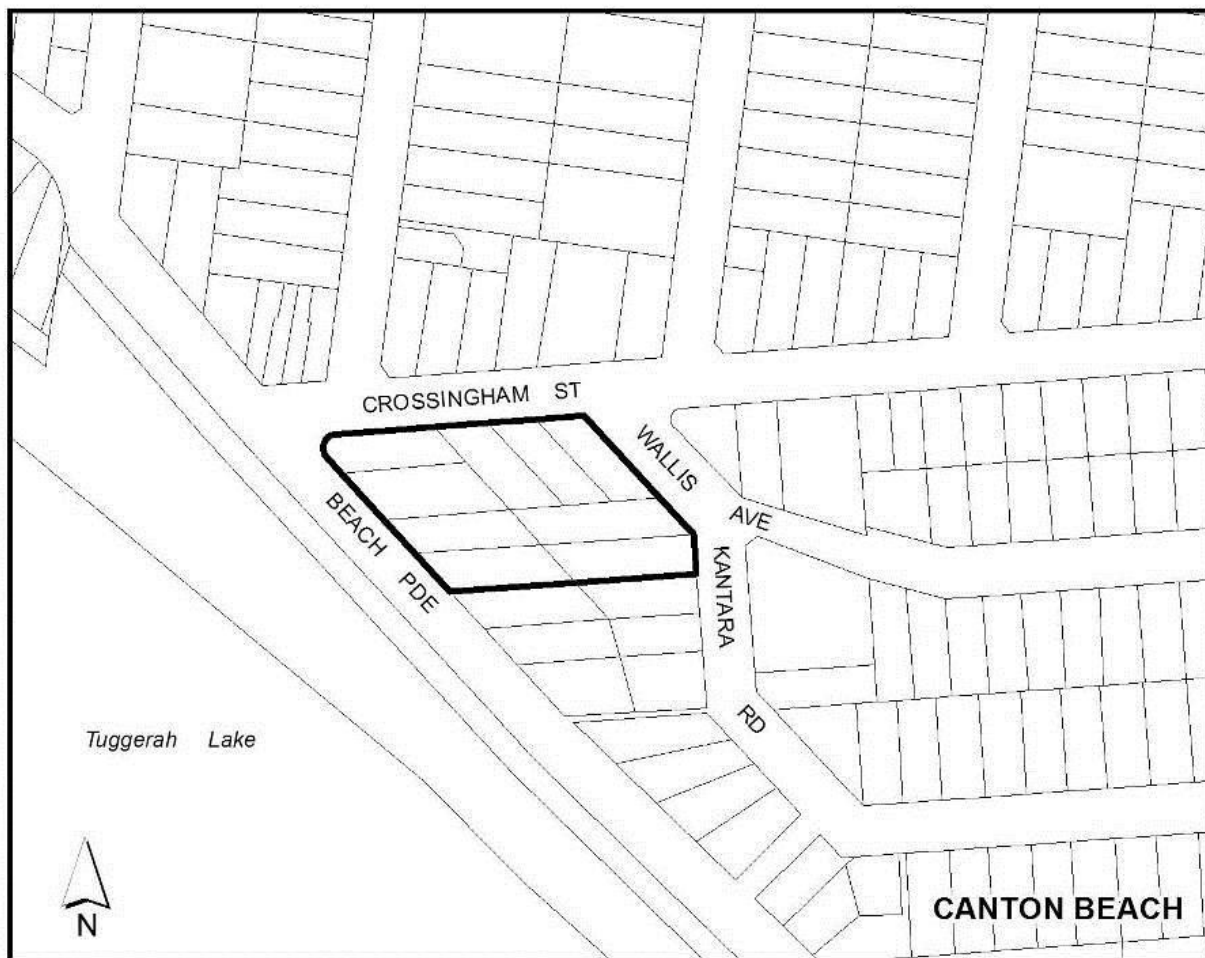 CROSSINGHAM ST
WALLIS AVE
BEACH PDE
KANTARA RD
Tuggerah Lake
N
CANTON BEACH